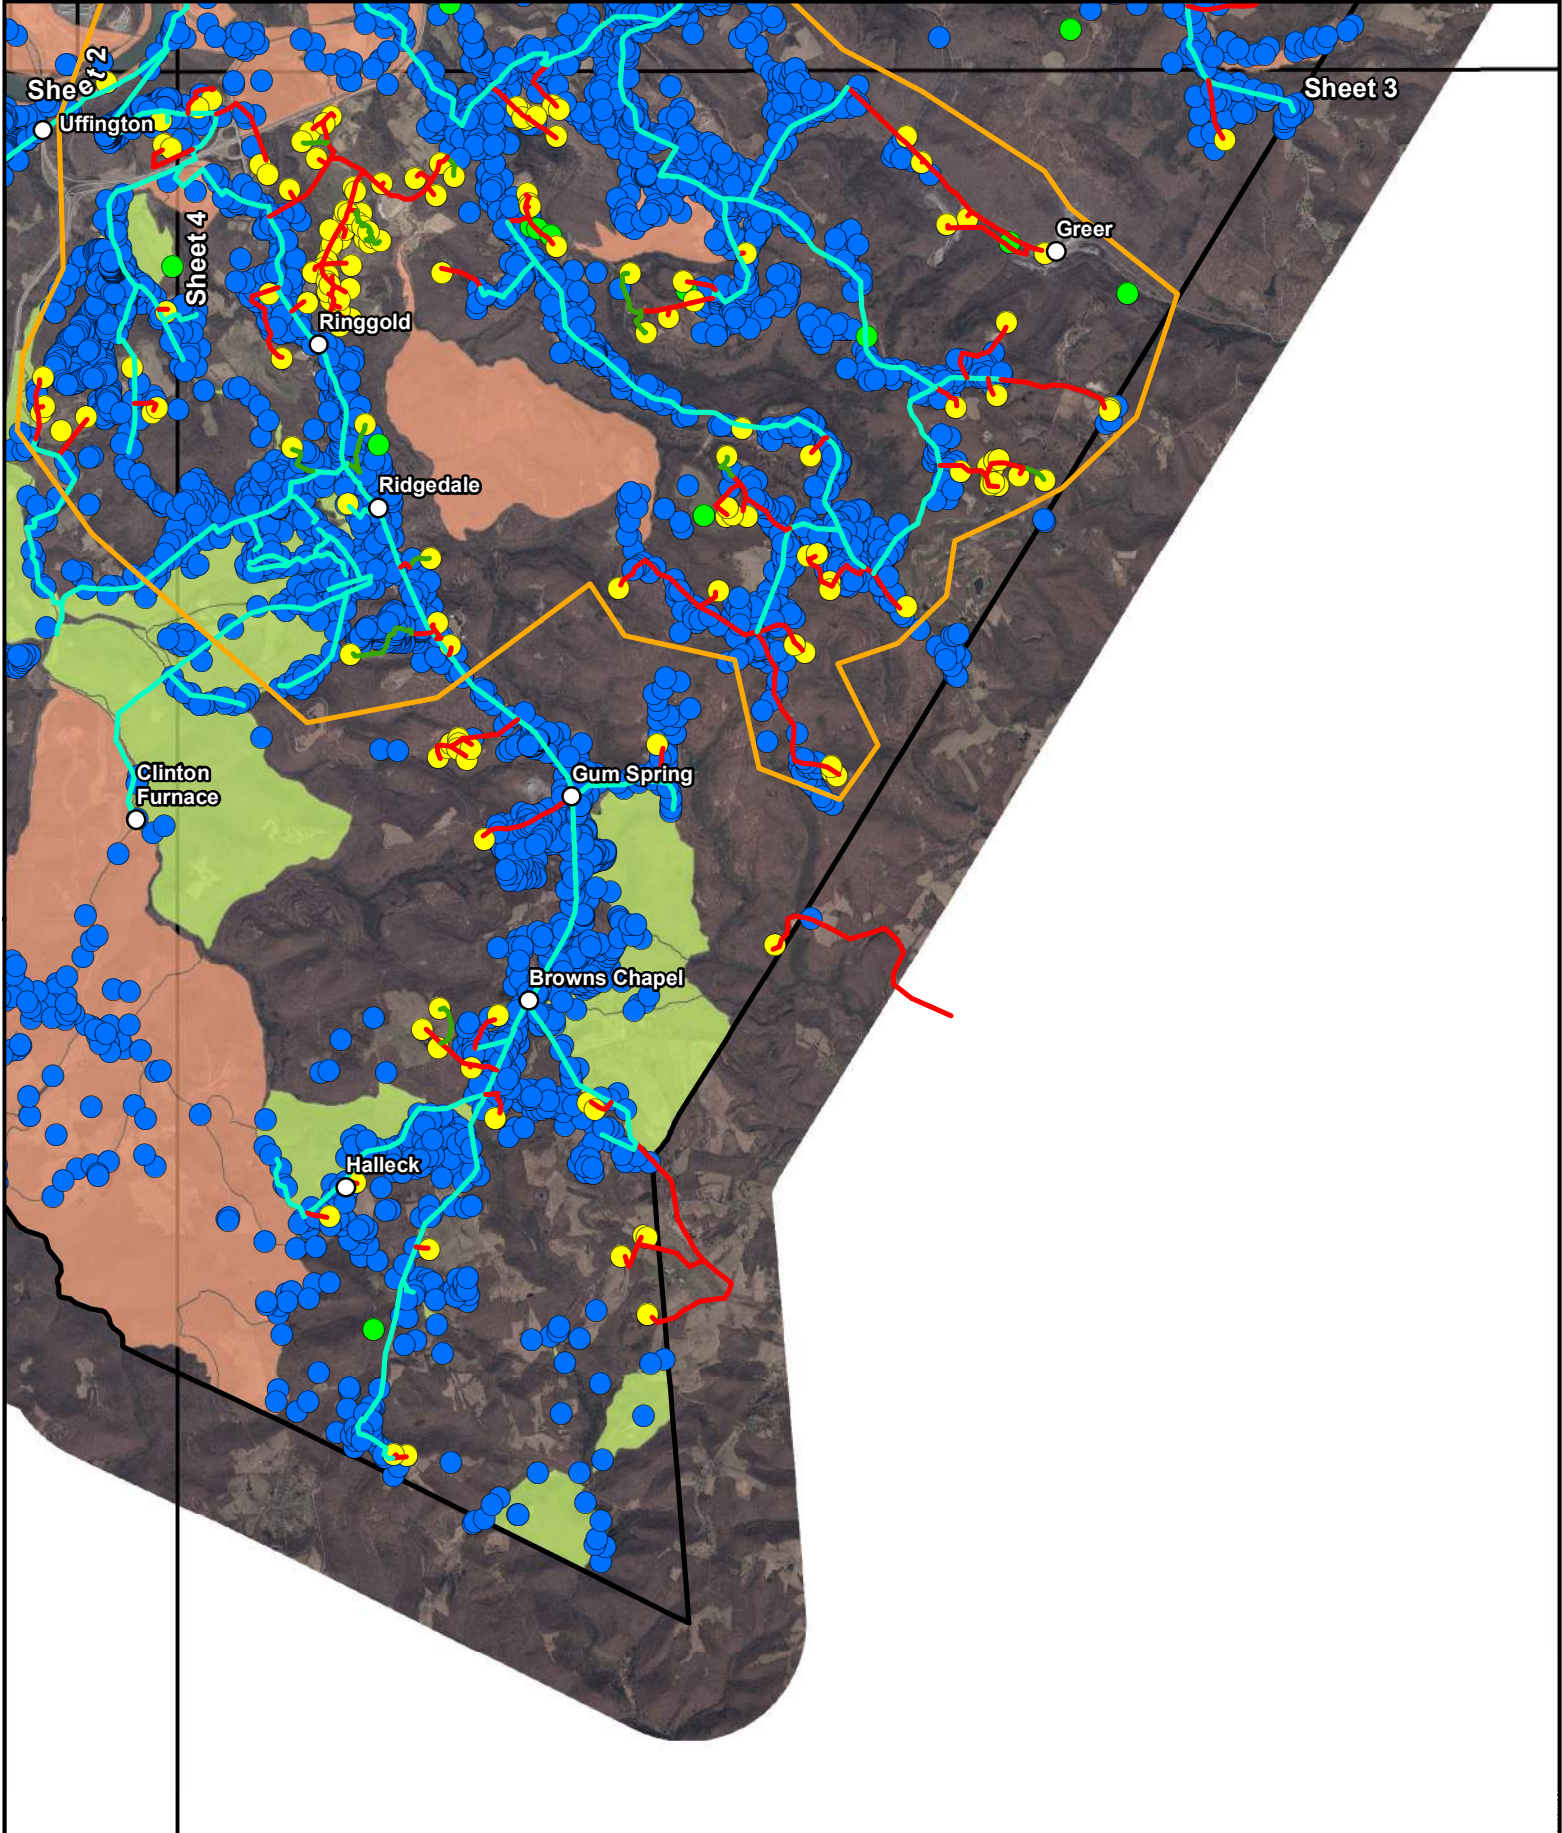 Sheet 2
Sheet 3
Uffington
Sheet 4
Greer
Ringgold
Ridgedale
Clinton
Furnace
Gum Spring
Browns Chapel
Halleck